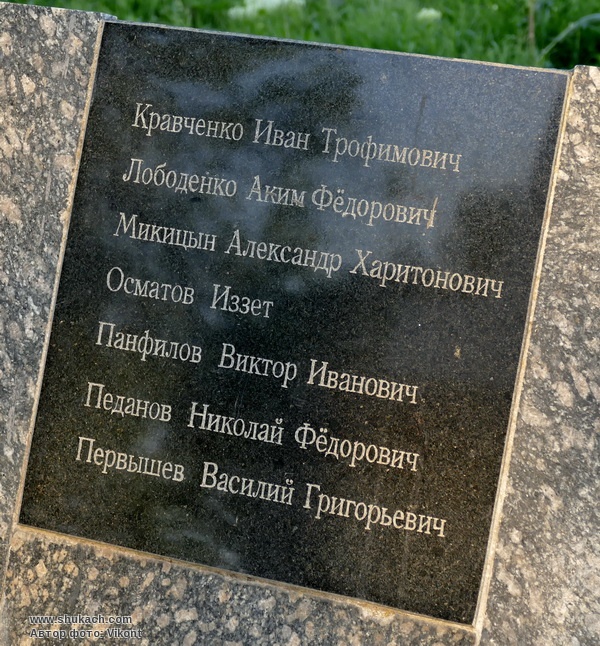 Кравченко Иван Трофимович
Лободенко Аким Фёдорович
Микицын Александр Харитонович
Осматов Иззет
Панфилов Виктор Иванович
Педанов Николай Фёдорович
Первышев Василий Григорьевич
www.shukach.com
Автор фото: Vikont